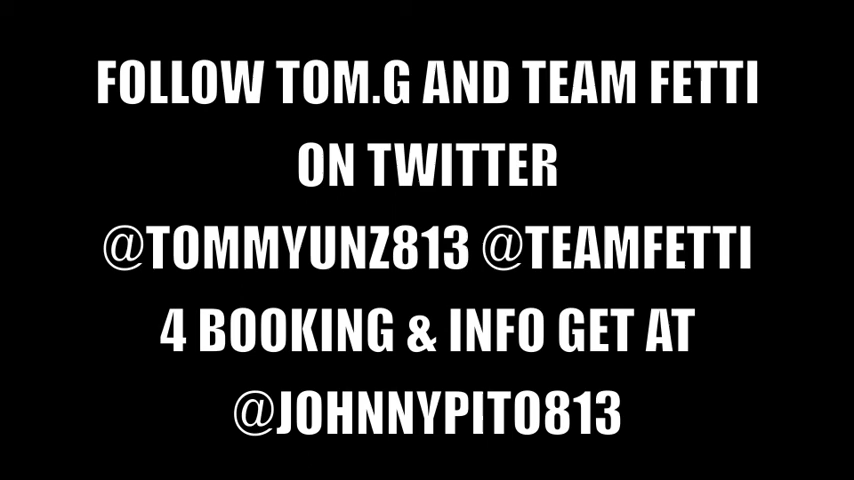 FOLLOW TOM.G AND TEAM FETTI
ON TWITTER
@TOMMYUNZ813 @TEAMFETTI
4 BOOKING & INFO GET AT
@JOHNNYPITO813